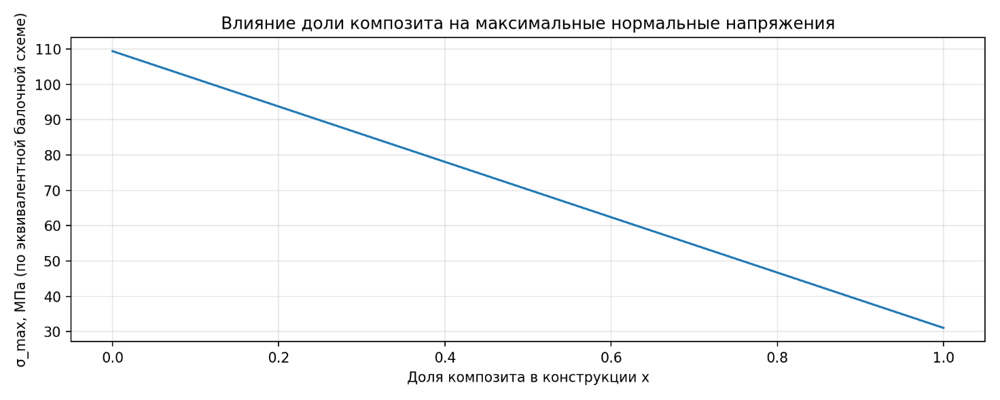 Влияние доли композита на максимальные нормальные напряжения
σ_max, МПа (по эквивалентной балочной схеме)
110
100
90
80
70
60
50
40
30
0.0 0.2 0.4 0.6 0.8 1.0
Доля композита в конструкции x